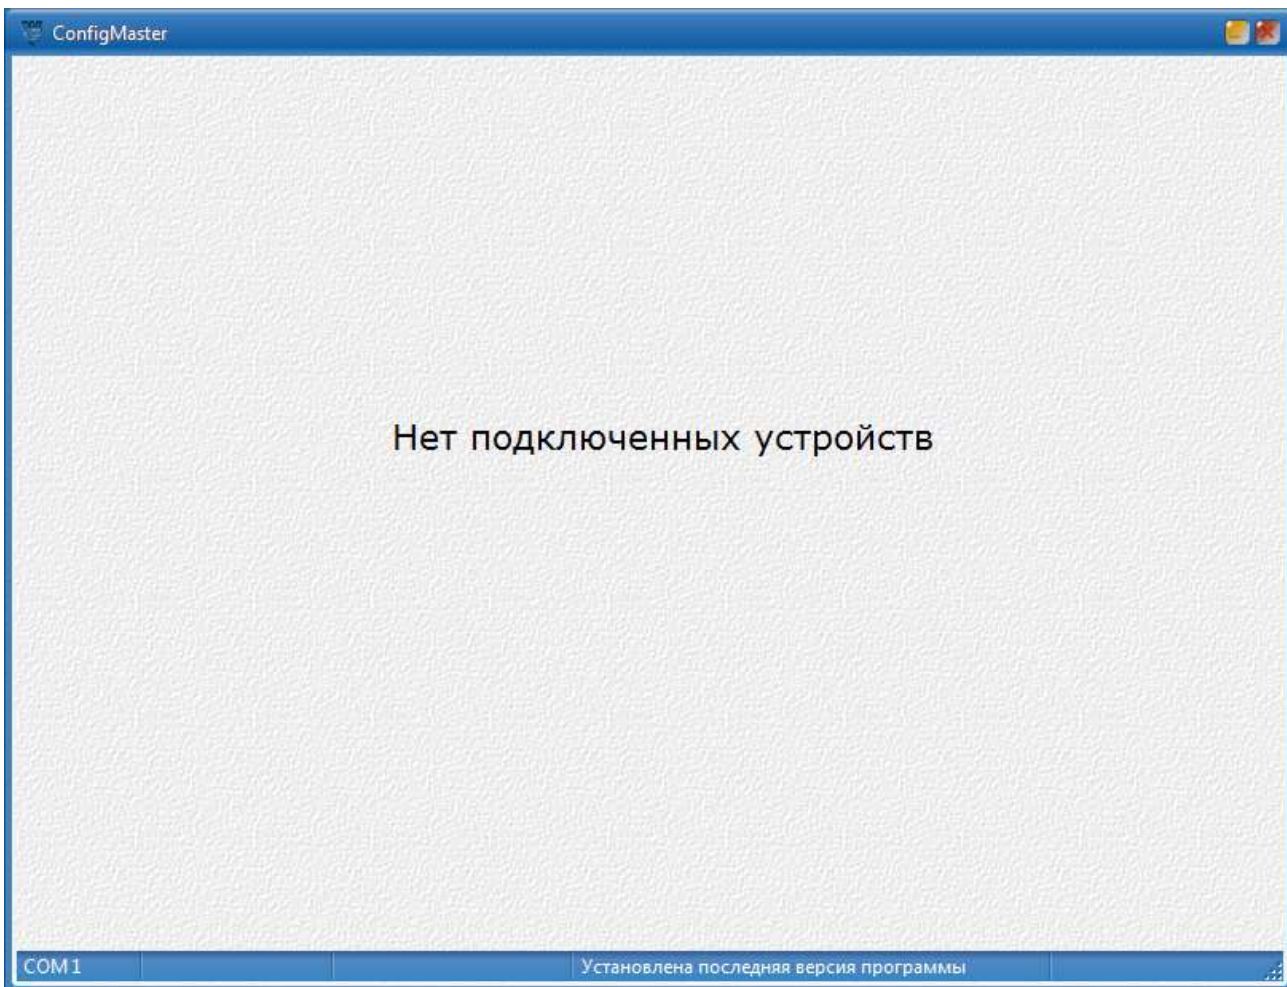 ConfigMaster
Нет подключенных устройств
COM1
Установлена последняя версия программы